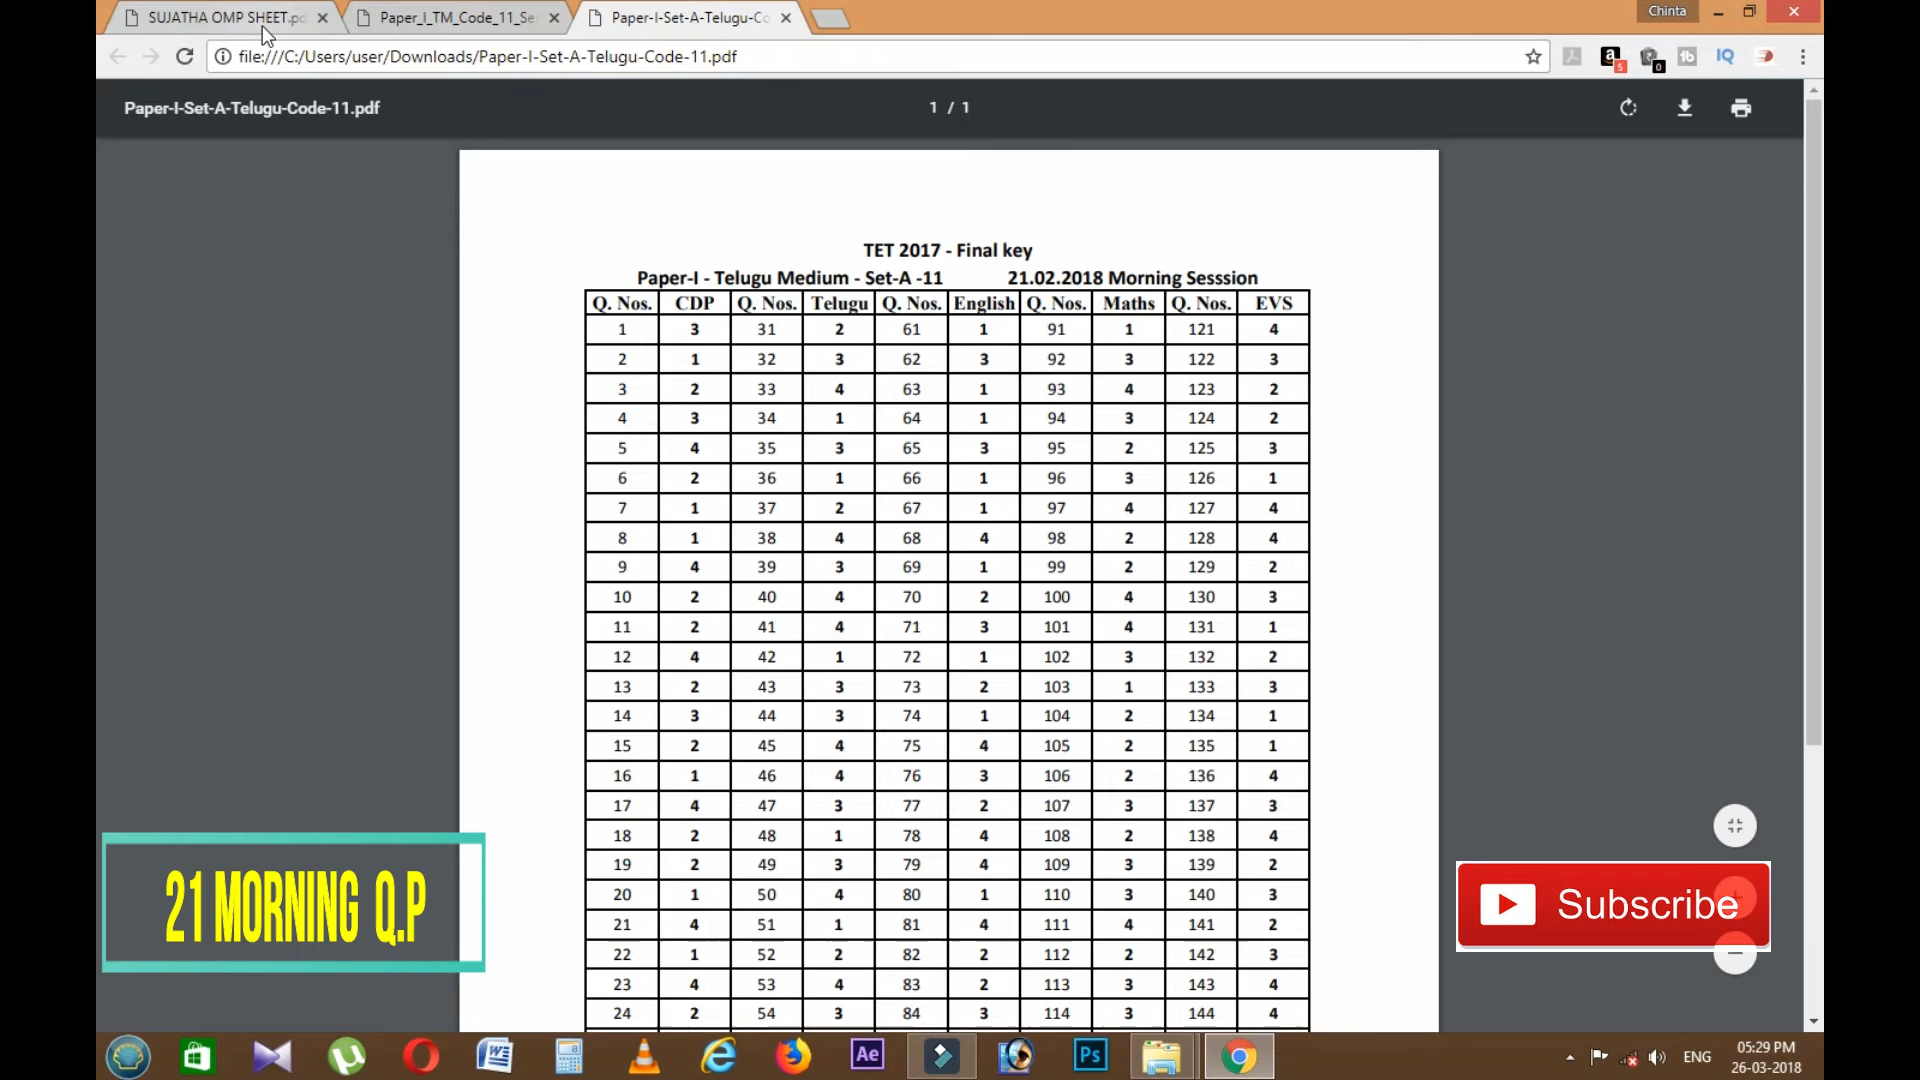 SUJATHA OMP SHEET.pd
Paper_I_TM_Code_11_Se
Paper-I-Set-A-Telugu-Co
Chinta
file:///C:/Users/user/Downloads/Paper-I-Set-A-Telugu-Code-11.pdf
Paper-I-Set-A-Telugu-Code-11.pdf
1 / 1
TET 2017 - Final key
Paper-I - Telugu Medium - Set-A -11 21.02.2018 Morning Sesssion
Q. Nos. CDP Q. Nos. Telugu Q. Nos. English Q. Nos. Maths Q. Nos. EVS
1 3 31 2 61 1 91 1 121 4
2 1 32 3 62 3 92 3 122 3
3 2 33 4 63 1 93 4 123 2
4 3 34 1 64 1 94 3 124 2
5 4 35 3 65 3 95 2 125 3
6 2 36 1 66 1 96 3 126 1
7 1 37 2 67 1 97 4 127 4
8 1 38 4 68 4 98 2 128 4
9 4 39 3 69 1 99 2 129 2
10 2 40 4 70 2 100 4 130 3
11 2 41 4 71 3 101 4 131 1
12 4 42 1 72 1 102 3 132 2
13 2 43 3 73 2 103 1 133 3
14 3 44 3 74 1 104 2 134 1
15 2 45 4 75 4 105 2 135 1
16 1 46 4 76 3 106 2 136 4
17 4 47 3 77 2 107 3 137 3
18 2 48 1 78 4 108 2 138 4
19 2 49 3 79 4 109 3 139 2
20 1 50 4 80 1 110 3 140 3
21 4 51 1 81 4 111 4 141 2
22 1 52 2 82 2 112 2 142 3
23 4 53 4 83 2 113 3 143 4
24 2 54 3 84 3 114 3 144 4
21 MORNING Q.P
Subscribe
Ae
Ps
ENG
05:29 PM
26-03-2018